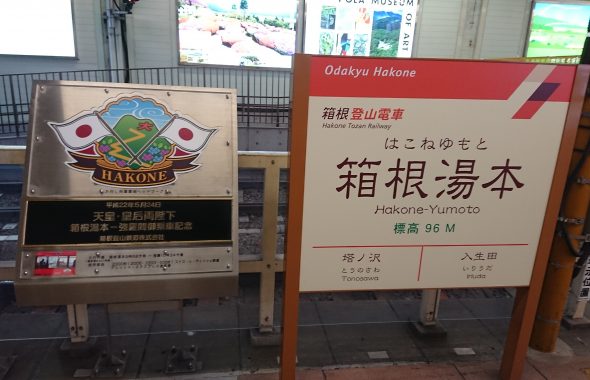 POLA MUSEUM OF ART
大
HAKONE
平成22年5月24日
天皇・皇后両陛下
箱根湯本ー強羅間御乗車記念
箱根登山鉄道株式会社
Odakyu Hakone
箱根登山電車
Hakone Tozan Railway
はこねゆもと
箱根湯本
Hakone-Yumoto
標高 96 M
塔ノ沢
とうのさわ
Tonosawa
入生田
いりうだ
Iriuda